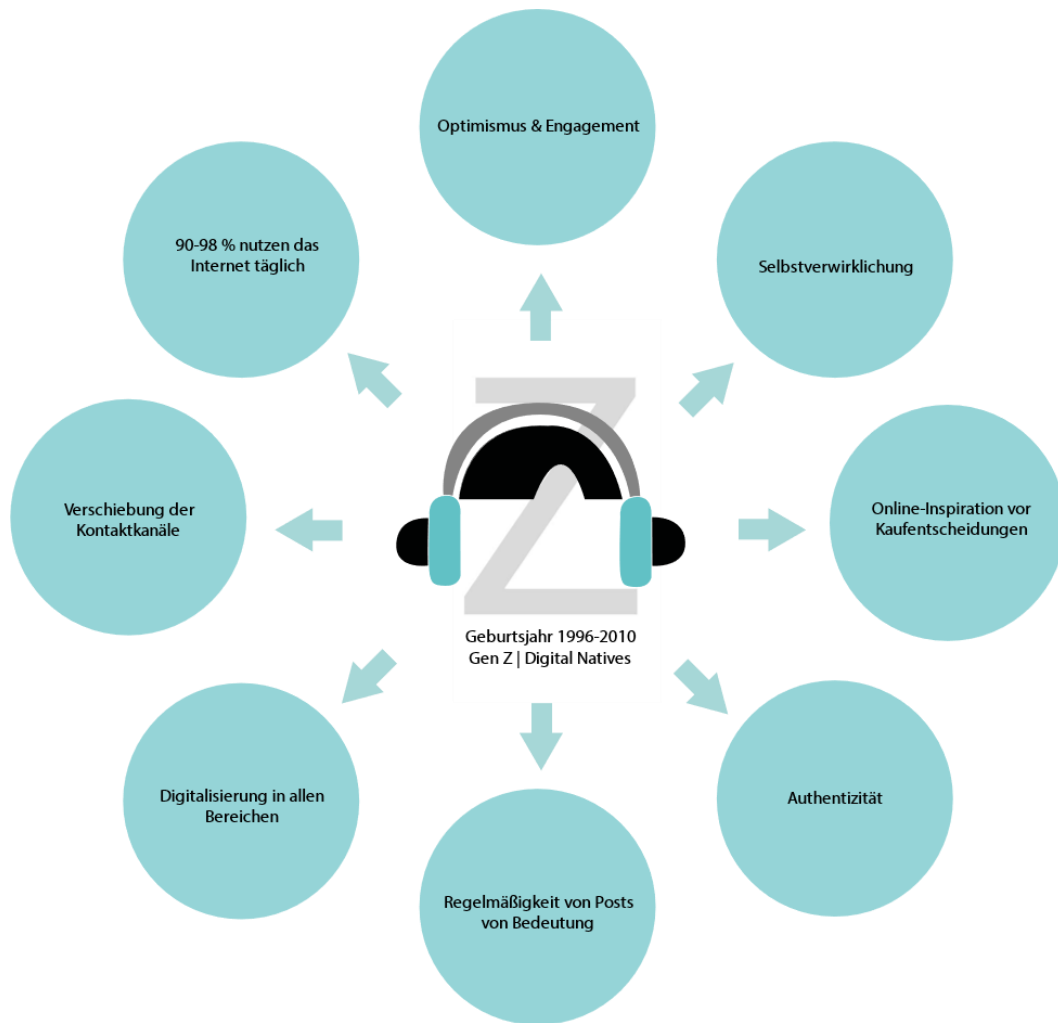 Optimismus & Engagement
90-98 % nutzen das
Internet täglich
Selbstverwirklichung
Verschiebung der
Kontaktkanäle
Z
Online-Inspiration vor
Kaufentscheidungen
Geburtsjahr 1996-2010
Gen Z | Digital Natives
Digitalisierung in allen
Bereichen
Authentizität
Regelmäßigkeit von Posts
von Bedeutung